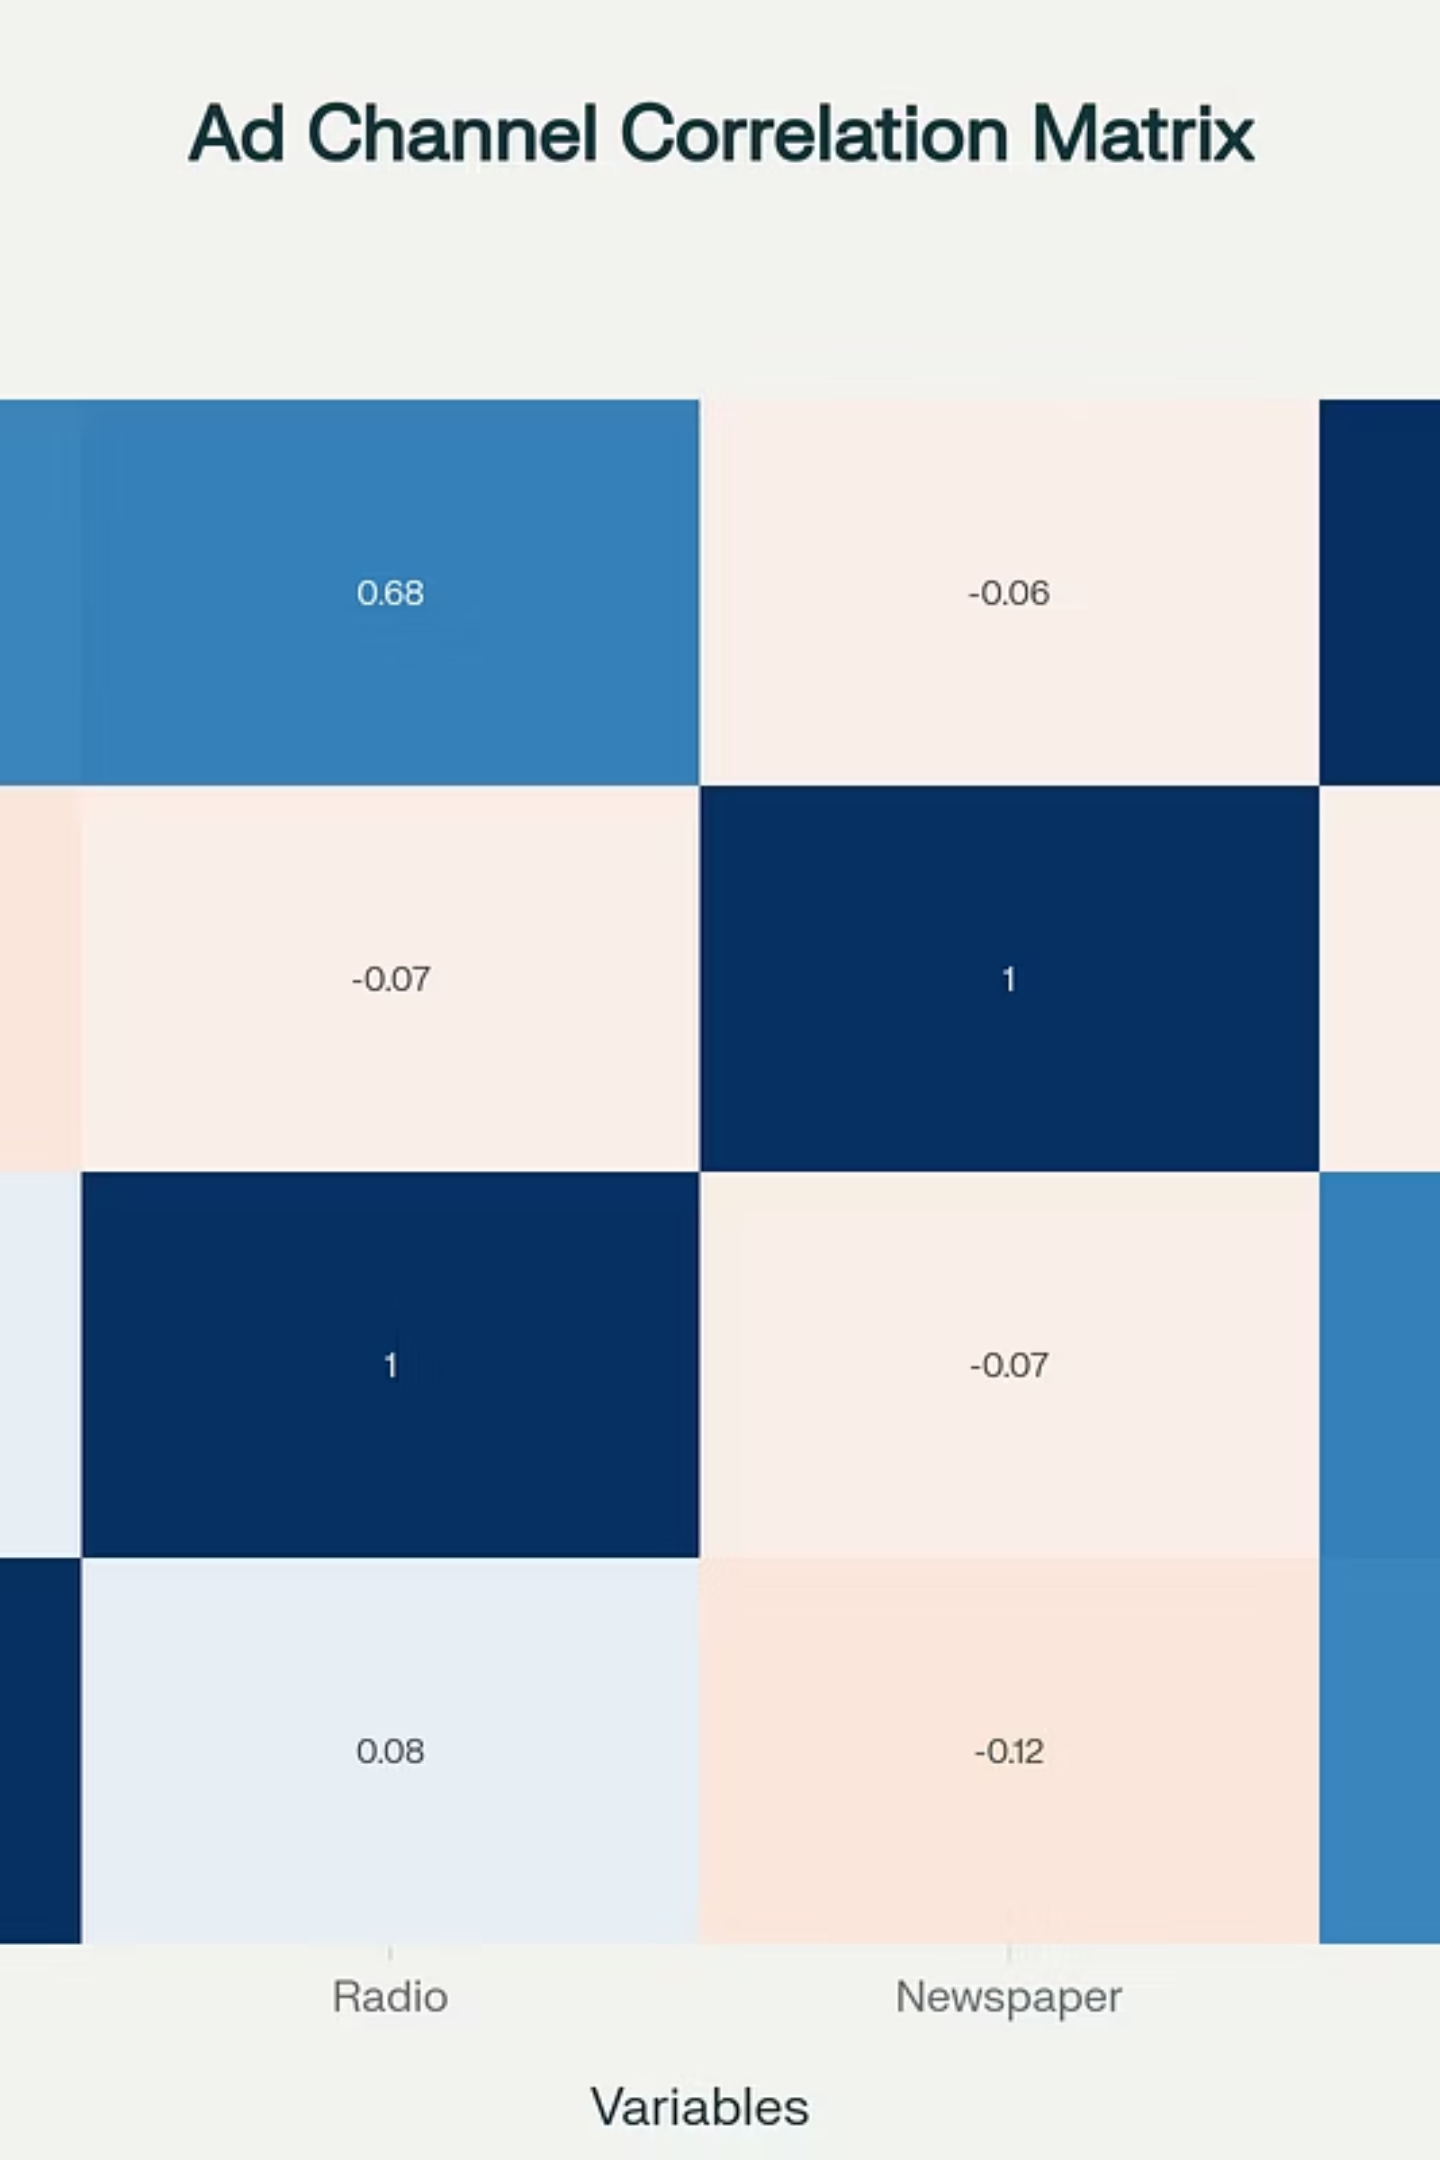 Ad Channel Correlation Matrix
0.68 -0.06
-0.07 1
1 -0.07
0.08 -0.12
Radio Newspaper
Variables